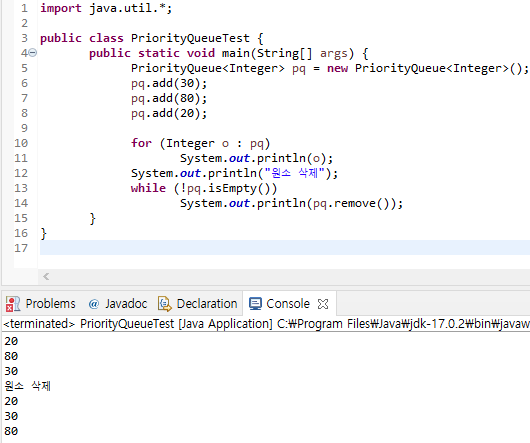 1 import java.util.*;
2
3 public class PriorityQueueTest {
4 public static void main(String[] args) {
5 PriorityQueue<Integer> pq = new PriorityQueue<Integer>();
6 pq.add(30);
7 pq.add(80);
8 pq.add(20);
9
10 for (Integer o : pq)
11 System.out.println(o);
12 System.out.println("원소 삭제");
13 while (!pq.isEmpty())
14 System.out.println(pq.remove());
15 }
16 }
17
Problems @ Javadoc Declaration Console
<terminated> PriorityQueueTest [Java Application] C:₩Program Files₩Java₩jdk-17.0.2₩bin₩javaw
20
80
30
원소 삭제
20
30
80